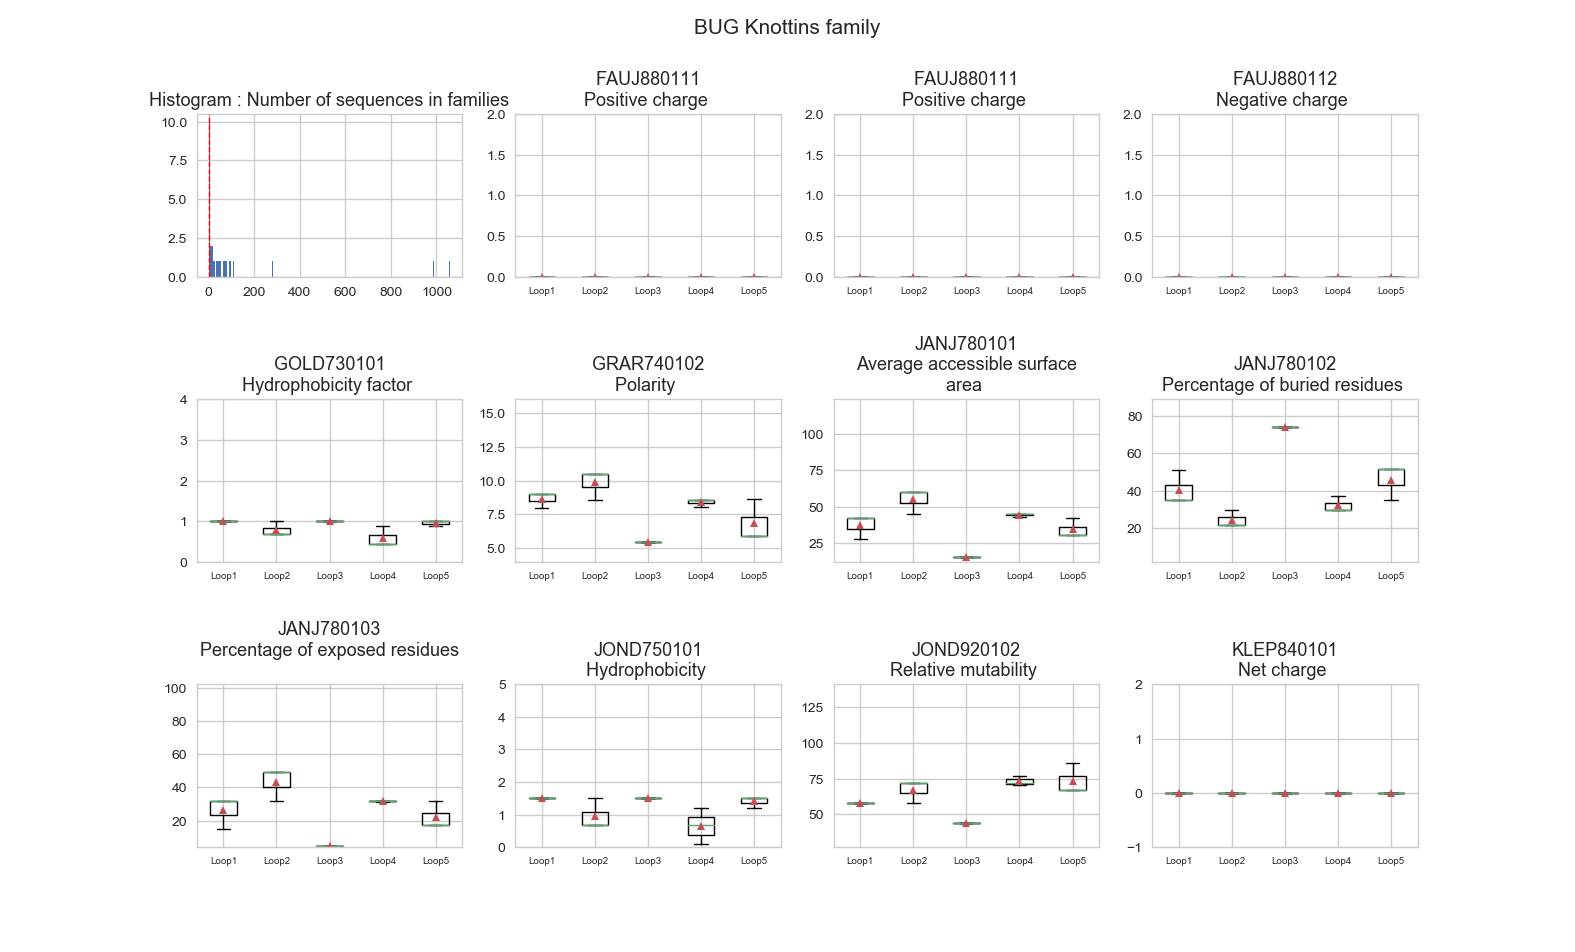 BUG Knottins family
Histogram : Number of sequences in families
10.0
7.5
5.0
2.5
0.0
0 200 400 600 800 1000
FAUJ880111
Positive charge
2.0
1.5
1.0
0.5
0.0
Loop1 Loop2 Loop3 Loop4 Loop5
FAUJ880111
Positive charge
2.0
1.5
1.0
0.5
0.0
Loop1 Loop2 Loop3 Loop4 Loop5
FAUJ880112
Negative charge
2.0
1.5
1.0
0.5
0.0
Loop1 Loop2 Loop3 Loop4 Loop5
GOLD730101
Hydrophobicity factor
4
3
2
1
0
Loop1 Loop2 Loop3 Loop4 Loop5
GRAR740102
Polarity
15.0
12.5
10.0
7.5
5.0
Loop1 Loop2 Loop3 Loop4 Loop5
JANJ780101
Average accessible surface
area
100
75
50
25
Loop1 Loop2 Loop3 Loop4 Loop5
JANJ780102
Percentage of buried residues
80
60
40
20
Loop1 Loop2 Loop3 Loop4 Loop5
JANJ780103
Percentage of exposed residues
100
80
60
40
20
Loop1 Loop2 Loop3 Loop4 Loop5
JOND750101
Hydrophobicity
5
4
3
2
1
0
Loop1 Loop2 Loop3 Loop4 Loop5
JOND920102
Relative mutability
125
100
75
50
Loop1 Loop2 Loop3 Loop4 Loop5
KLEP840101
Net charge
2
1
0
−1
Loop1 Loop2 Loop3 Loop4 Loop5